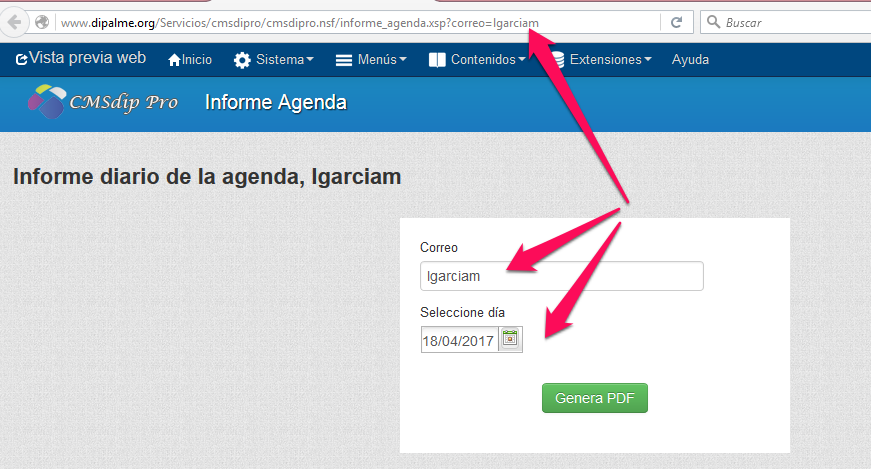 www.dipalme.org/Servicios/cmsdipro/cmsdipro.nsf/informe_agenda.xsp?correo=lgarciam
Buscar
Vista previa web Inicio Sistema Menús Contenidos Extensiones Ayuda
CMSdip Pro Informe Agenda
Informe diario de la agenda, lgarciam
Correo
lgarciam
Seleccione día
18/04/2017
Genera PDF